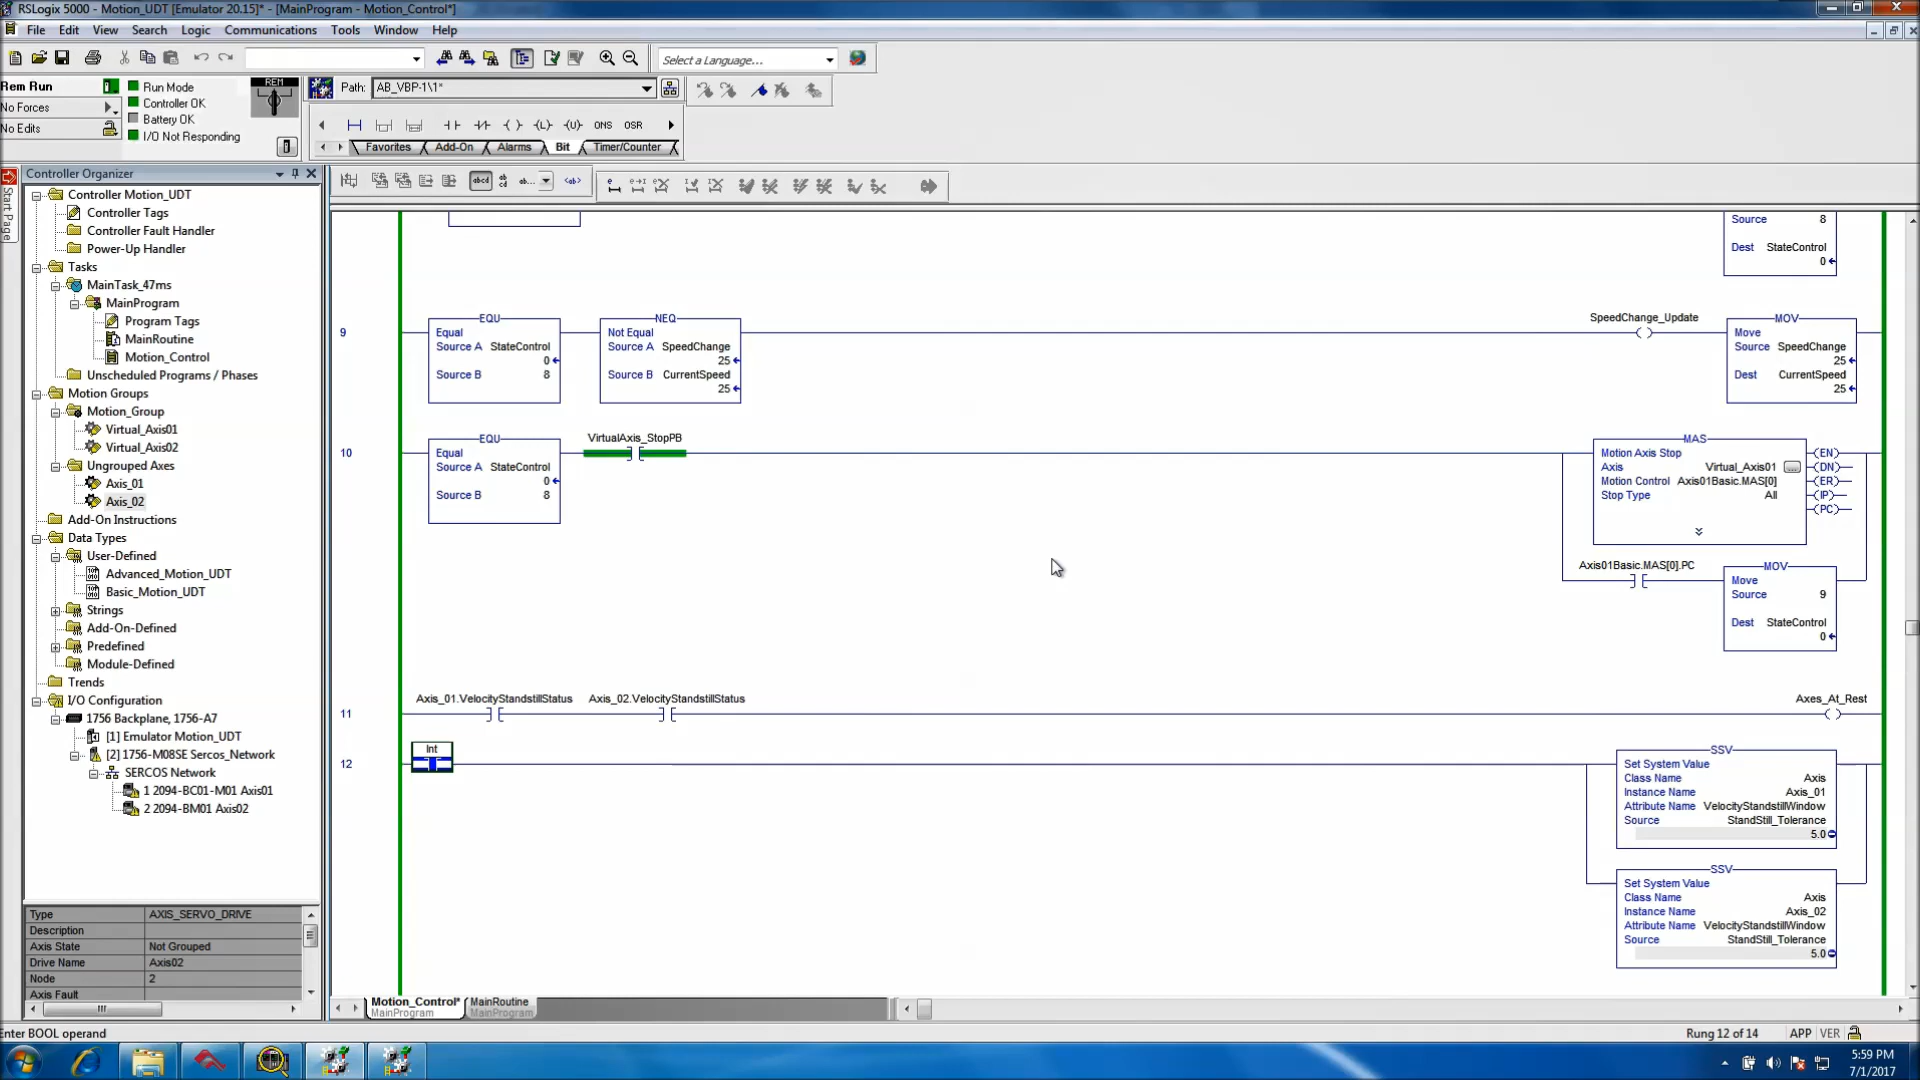 RSLogix 5000 - Motion_UDT [Emulator 20.15]* - [MainProgram - Motion_Control*]
File Edit View Search Logic Communications Tools Window Help
Select a Language...
Rem Run
No Forces
No Edits
Run Mode
Controller OK
Battery OK
I/O Not Responding
REM
Path: AB_VBP-1\1*
ONS OSR
Favorites Add-On Alarms Bit Timer/Counter
Start Page
Controller Organizer
Controller Motion_UDT
Controller Tags
Controller Fault Handler
Power-Up Handler
Tasks
MainTask_47ms
MainProgram
Program Tags
MainRoutine
Motion_Control
Unscheduled Programs / Phases
Motion Groups
Motion_Group
Virtual_Axis01
Virtual_Axis02
Ungrouped Axes
Axis_01
Axis_02
Add-On Instructions
Data Types
User-Defined
Advanced_Motion_UDT
Basic_Motion_UDT
Strings
Add-On-Defined
Predefined
Module-Defined
Trends
I/O Configuration
1756 Backplane, 1756-A7
[1] Emulator Motion_UDT
[2] 1756-M08SE Sercos_Network
SERCOS Network
1 2094-BC01-M01 Axis01
2 2094-BM01 Axis02
Type AXIS_SERVO_DRIVE
Description
Axis State Not Grouped
Drive Name Axis02
Node 2
Axis Fault
Source 8
Dest StateControl
0
9
EQU
Equal
Source A StateControl
0
Source B 8
NEQ
Not Equal
Source A SpeedChange
25
Source B CurrentSpeed
25
SpeedChange_Update
MOV
Move
Source SpeedChange
25
Dest CurrentSpeed
25
10
EQU
Equal
Source A StateControl
0
Source B 8
VirtualAxis_StopPB
MAS
Motion Axis Stop
Axis Virtual_Axis01
Motion Control Axis01Basic.MAS[0]
Stop Type All
EN
DN
ER
IP
PC
Axis01Basic.MAS[0].PC
MOV
Move
Source 9
Dest StateControl
0
11
Axis_01.VelocityStandstillStatus Axis_02.VelocityStandstillStatus
Axes_At_Rest
12
Int
SSV
Set System Value
Class Name Axis
Instance Name Axis_01
Attribute Name VelocityStandstillWindow
Source StandStill_Tolerance
5.0
SSV
Set System Value
Class Name Axis
Instance Name Axis_02
Attribute Name VelocityStandstillWindow
Source StandStill_Tolerance
5.0
Motion_Control* MainRoutine
MainProgram MainProgram
Enter BOOL operand
Rung 12 of 14 APP VER
5:59 PM
7/1/2017